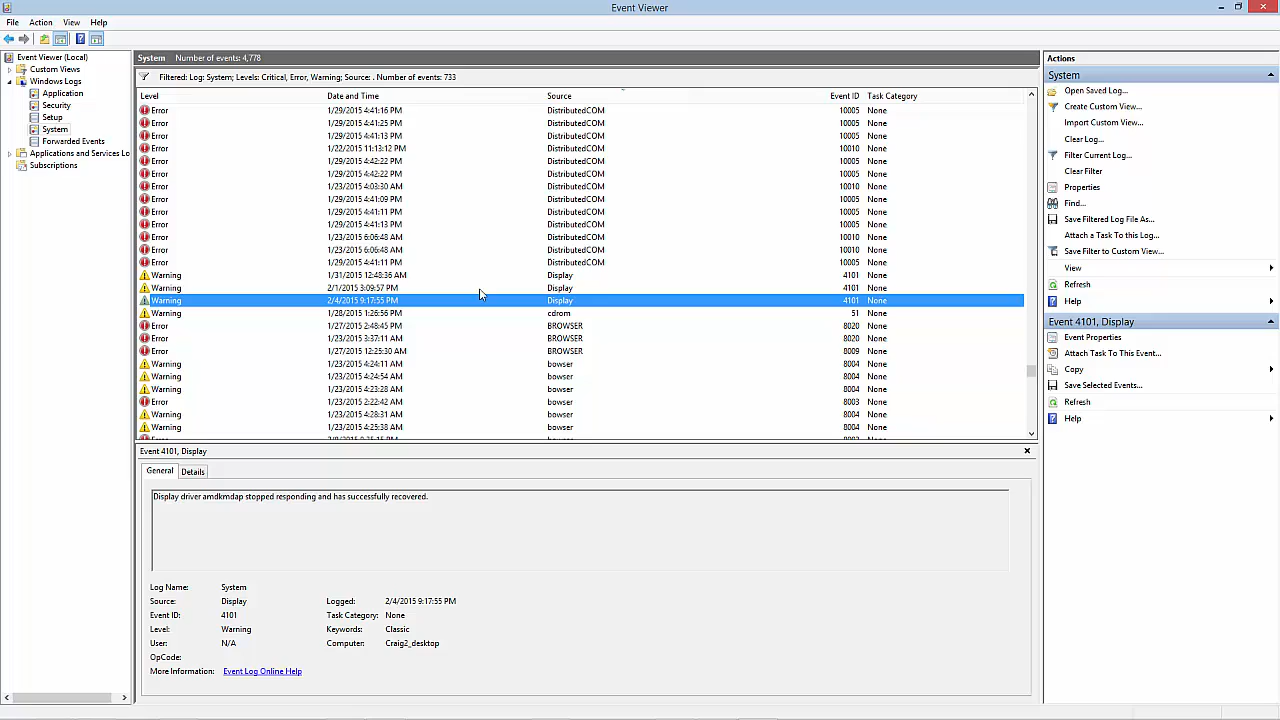 Event Viewer
File Action View Help
Event Viewer (Local)
Custom Views
Windows Logs
Application
Security
Setup
System
Forwarded Events
Applications and Services Lo
Subscriptions
System Number of events: 4,778
Filtered: Log: System; Levels: Critical, Error, Warning; Source: . Number of events: 733
Level Date and Time Source Event ID Task Category
Error 1/29/2015 4:41:16 PM DistributedCOM 10005 None
Error 1/29/2015 4:41:25 PM DistributedCOM 10005 None
Error 1/29/2015 4:41:13 PM DistributedCOM 10005 None
Error 1/22/2015 11:13:12 PM DistributedCOM 10010 None
Error 1/29/2015 4:42:22 PM DistributedCOM 10005 None
Error 1/29/2015 4:42:22 PM DistributedCOM 10005 None
Error 1/23/2015 4:03:30 AM DistributedCOM 10010 None
Error 1/29/2015 4:41:09 PM DistributedCOM 10005 None
Error 1/29/2015 4:41:11 PM DistributedCOM 10005 None
Error 1/29/2015 4:41:13 PM DistributedCOM 10005 None
Error 1/23/2015 6:06:48 AM DistributedCOM 10010 None
Error 1/23/2015 6:06:48 AM DistributedCOM 10010 None
Error 1/29/2015 4:41:11 PM DistributedCOM 10005 None
Warning 1/31/2015 12:48:36 AM Display 4101 None
Warning 2/1/2015 3:09:57 PM Display 4101 None
Warning 2/4/2015 9:17:55 PM Display 4101 None
Warning 1/28/2015 1:26:56 PM cdrom 51 None
Error 1/27/2015 2:48:45 PM BROWSER 8020 None
Error 1/23/2015 3:37:11 AM BROWSER 8020 None
Error 1/27/2015 12:25:30 AM BROWSER 8009 None
Warning 1/23/2015 4:24:11 AM bowser 8004 None
Warning 1/23/2015 4:24:54 AM bowser 8004 None
Warning 1/23/2015 4:23:28 AM bowser 8004 None
Error 1/23/2015 2:22:42 AM bowser 8003 None
Warning 1/23/2015 4:28:31 AM bowser 8004 None
Warning 1/23/2015 4:25:38 AM bowser 8004 None
Event 4101, Display
General Details
Display driver amdkmdap stopped responding and has successfully recovered.
Log Name: System
Source: Display Logged: 2/4/2015 9:17:55 PM
Event ID: 4101 Task Category: None
Level: Warning Keywords: Classic
User: N/A Computer: Craig2_desktop
OpCode:
More Information: Event Log Online Help
Actions
System
Open Saved Log...
Create Custom View...
Import Custom View...
Clear Log...
Filter Current Log...
Clear Filter
Properties
Find...
Save Filtered Log File As...
Attach a Task To this Log...
Save Filter to Custom View...
View
Refresh
Help
Event 4101, Display
Event Properties
Attach Task To This Event...
Copy
Save Selected Events...
Refresh
Help